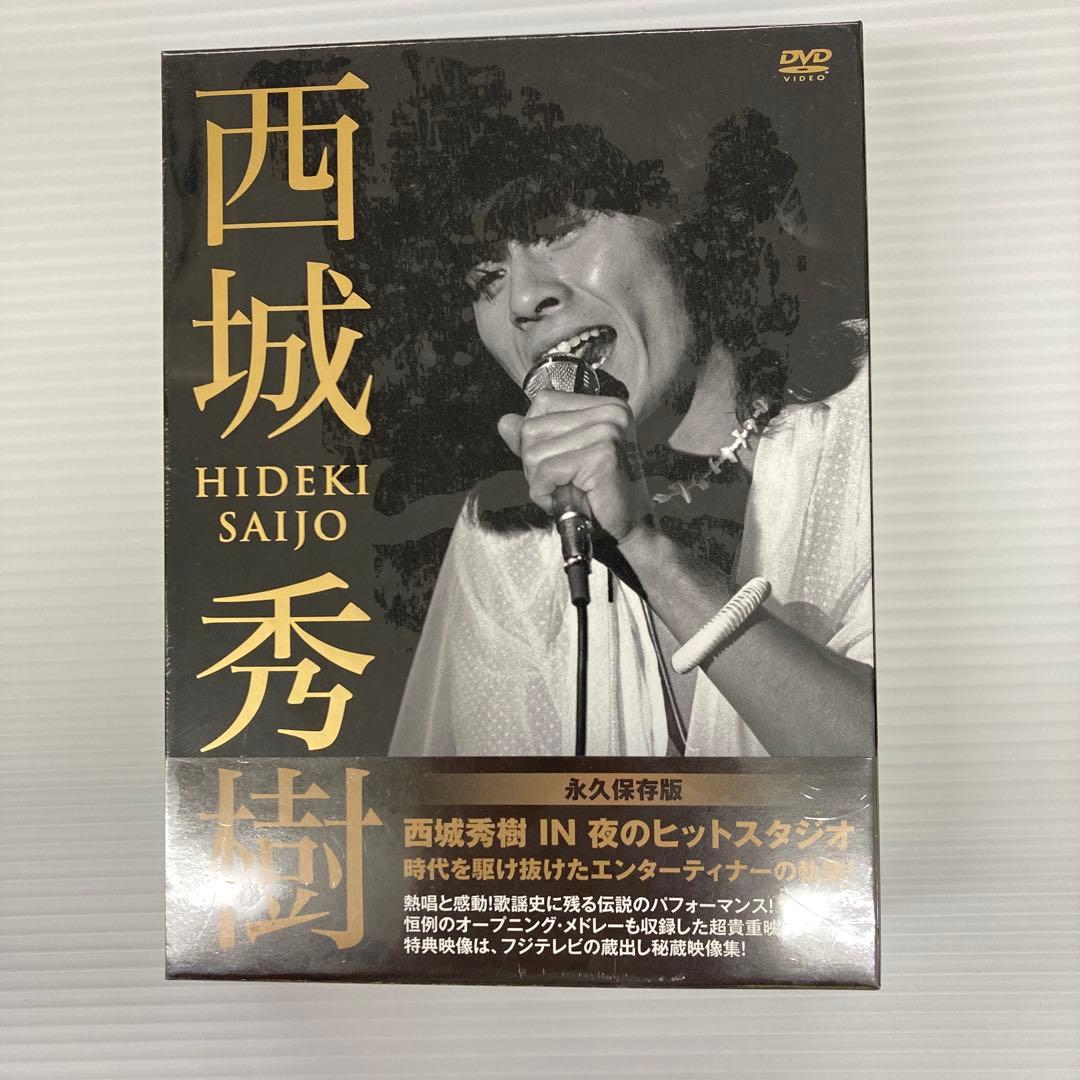 DVD
VIDEO
西城秀樹
HIDEKI
SAIJO
永久保存版
西城秀樹 IN 夜のヒットスタジオ
時代を駆け抜けたエンターティナーの軌跡!
熱唱と感動!歌謡史に残る伝説のパフォーマンス!
恒例のオープニング・メドレーも収録した超貴重映
特典映像は、フジテレビの蔵出し秘蔵映像集!